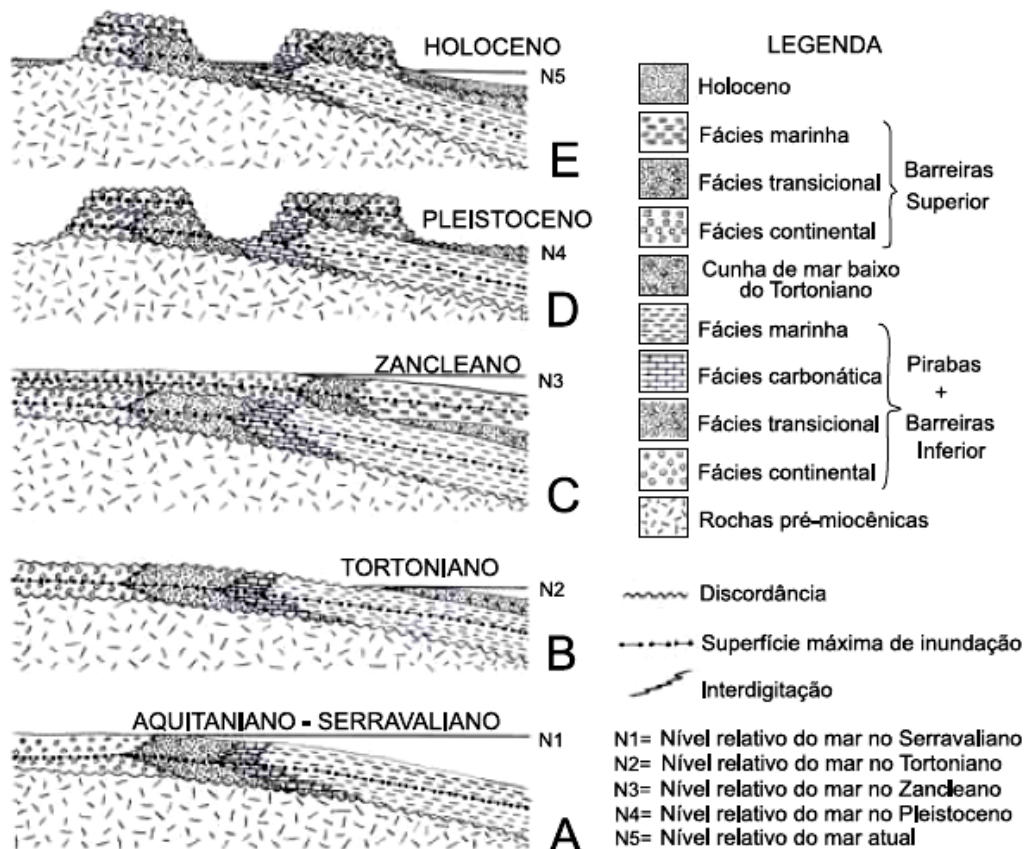 HOLOCENO
N5
E
PLEISTOCENO
N4
D
ZANCLEANO
N3
C
TORTONIANO
N2
B
AQUITANIANO - SERRAVALIANO
N1
A
LEGENDA
Holoceno
Fácies marinha
Fácies transicional
Fácies continental
Barreiras
Superior
Cunha de mar baixo
do Tortoniano
Fácies marinha
Fácies carbonática
Fácies transicional
Fácies continental
Pirabas
+
Barreiras
Inferior
Rochas pré-miocênicas
Discordância
Superfície máxima de inundação
Interdigitação
N1= Nível relativo do mar no Serravaliano
N2= Nível relativo do mar no Tortoniano
N3= Nível relativo do mar no Zancleano
N4= Nível relativo do mar no Pleistoceno
N5= Nível relativo do mar atual